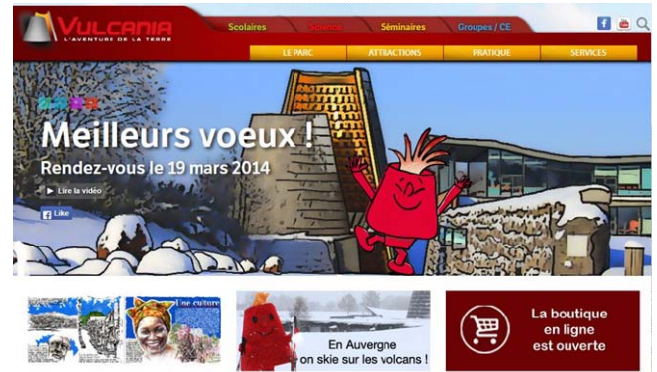 VULCANIA
L'AVENTURE DE LA TERRE
Scolaires Science Séminaires Groupes / CE
LE PARC ATTRACTIONS PRATIQUE SERVICES
Meilleurs voeux !
Rendez-vous le 19 mars 2014
Lire la vidéo
Like
Une culture
En Auvergne
on skie sur les volcans !
La boutique
en ligne
est ouverte